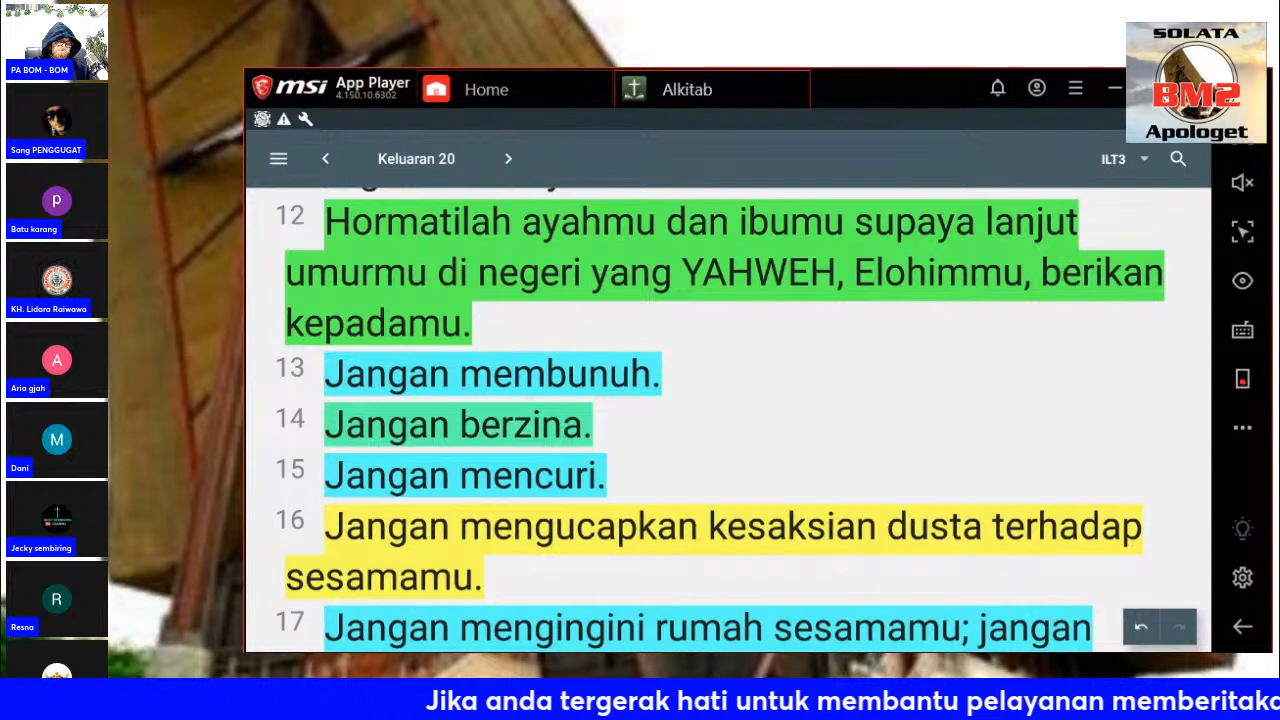 PA BOM - BOM
Sang PENGGUGAT
P
Batu karang
KH. Lidara Raiwawa
A
Aria gjah
M
Dani
Jecky sembiring
R
Resna
msi App Player
4.150.10.6302
Home
Alkitab
SOLATA
BM2
Apologet
Keluaran 20
ILT3
12 Hormatilah ayahmu dan ibumu supaya lanjut
umurmu di negeri yang YAHWEH, Elohimmu, berikan
kepadamu.
13 Jangan membunuh.
14 Jangan berzina.
15 Jangan mencuri.
16 Jangan mengucapkan kesaksian dusta terhadap
sesamamu.
17 Jangan mengingini rumah sesamamu; jangan
Jika anda tergerak hati untuk membantu pelayanan memberitaka